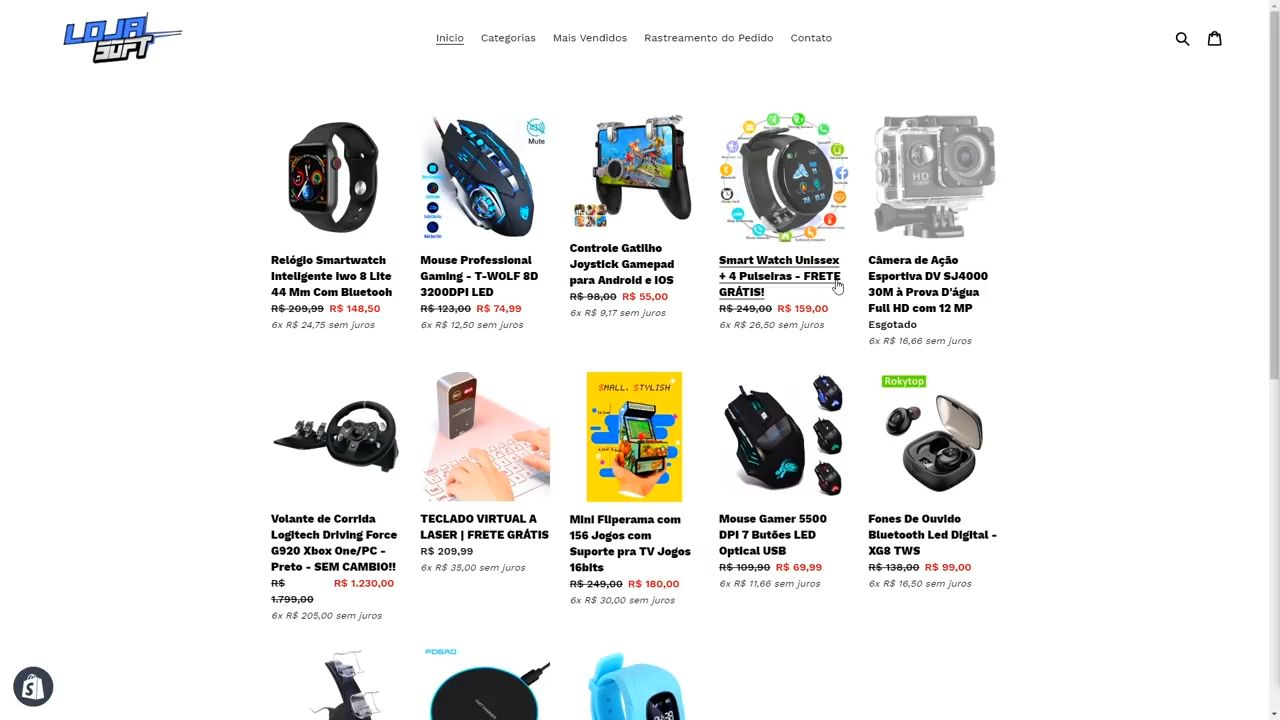 LOJA
SOFT
Inicio
Categorias
Mais Vendidos
Rastreamento do Pedido
Contato
Mute
Relógio Smartwatch
Inteligente Iwo 8 Lite
44 Mm Com Bluetooh
R$ 209,99 R$ 148,50
6x R$ 24,75 sem juros
Mouse Professional
Gaming - T-WOLF 8D
3200DPI LED
R$ 123,00 R$ 74,99
6x R$ 12,50 sem juros
Controle Gatilho
Joystick Gamepad
para Android e IOS
R$ 98,00 R$ 55,00
6x R$ 9,17 sem juros
Smart Watch Unissex
+ 4 Pulseiras - FRETE
GRÁTIS!
R$ 249,00 R$ 159,00
6x R$ 26,50 sem juros
HD
Câmera de Ação
Esportiva DV SJ4000
30M à Prova D'água
Full HD com 12 MP
Esgotado
6x R$ 16,66 sem juros
Volante de Corrida
Logitech Driving Force
G920 Xbox One/PC -
Preto - SEM CAMBIO!!
R$ 1.799,00 R$ 1.230,00
6x R$ 205,00 sem juros
TECLADO VIRTUAL A
LASER | FRETE GRÁTIS
R$ 209,99
6x R$ 35,00 sem juros
SMALL, STYLISH
Mini Fliperama com
156 Jogos com
Suporte pra TV Jogos
16bits
R$ 249,00 R$ 180,00
6x R$ 30,00 sem juros
Mouse Gamer 5500
DPI 7 Butões LED
Optical USB
R$ 109,90 R$ 69,99
6x R$ 11,66 sem juros
Rokytop
Fones De Ouvido
Bluetooth Led Digital -
XG8 TWS
R$ 138,00 R$ 99,00
6x R$ 16,50 sem juros
FDGAO